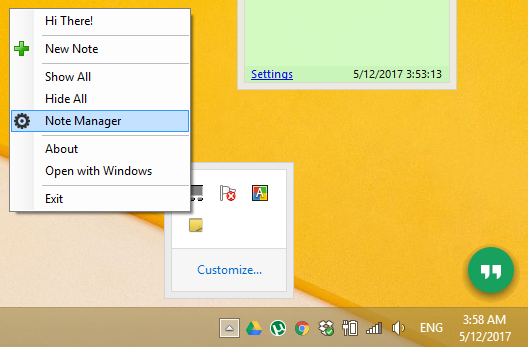 Hi There!
New Note
Show All
Hide All
Note Manager
About
Open with Windows
Exit
Settings 5/12/2017 3:53:13
Customize...
ENG
3:58 AM
5/12/2017